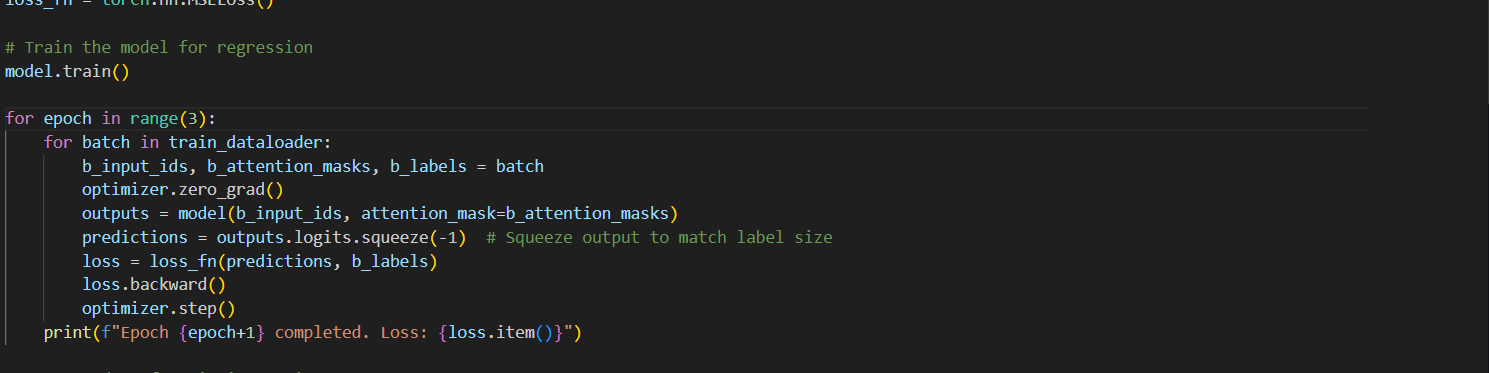 loss_fn = torch.nn.MSELoss()
# Train the model for regression
model.train()
for epoch in range(3):
    for batch in train_dataloader:
        b_input_ids, b_attention_masks, b_labels = batch
        optimizer.zero_grad()
        outputs = model(b_input_ids, attention_mask=b_attention_masks)
        predictions = outputs.logits.squeeze(-1)  # Squeeze output to match label size
        loss = loss_fn(predictions, b_labels)
        loss.backward()
        optimizer.step()
    print(f"Epoch {epoch+1} completed. Loss: {loss.item()}")